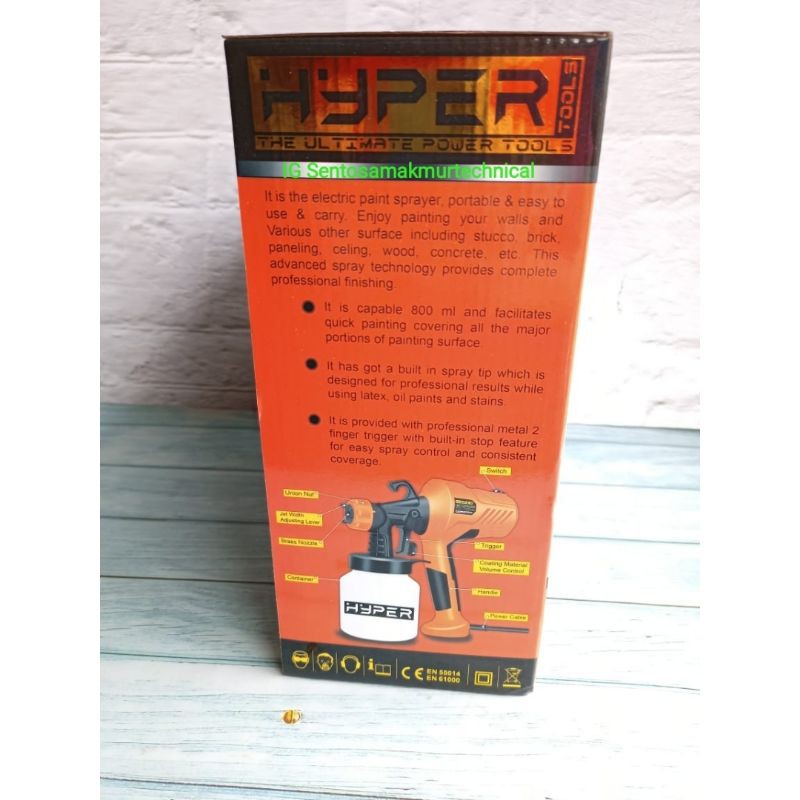 HYPER
TOOLS
THE ULTIMATE POWER TOOLS
IG Sentosamakmurtechnical
It is the electric paint sprayer, portable & easy to
use & carry. Enjoy painting your walls and
Various other surface including stucco, brick,
paneling, celing, wood, concrete, etc. This
advanced spray technology provides complete
professional finishing.
It is capable 800 ml and facilitates
quick painting covering all the major
portions of painting surface.
It has got a built in spray tip which is
designed for professional results while
using latex, oil paints and stains.
It is provided with professional metal 2
finger trigger with built-in stop feature
for easy spray control and consistent
coverage.
Switch
Union Nut
Jet Width
Adjusting Lever
Brass Nozzle
Trigger
Coating Material
Volume Control
Container
Handle
HYPER
Power Cable
CE
EN 55014
EN 61000